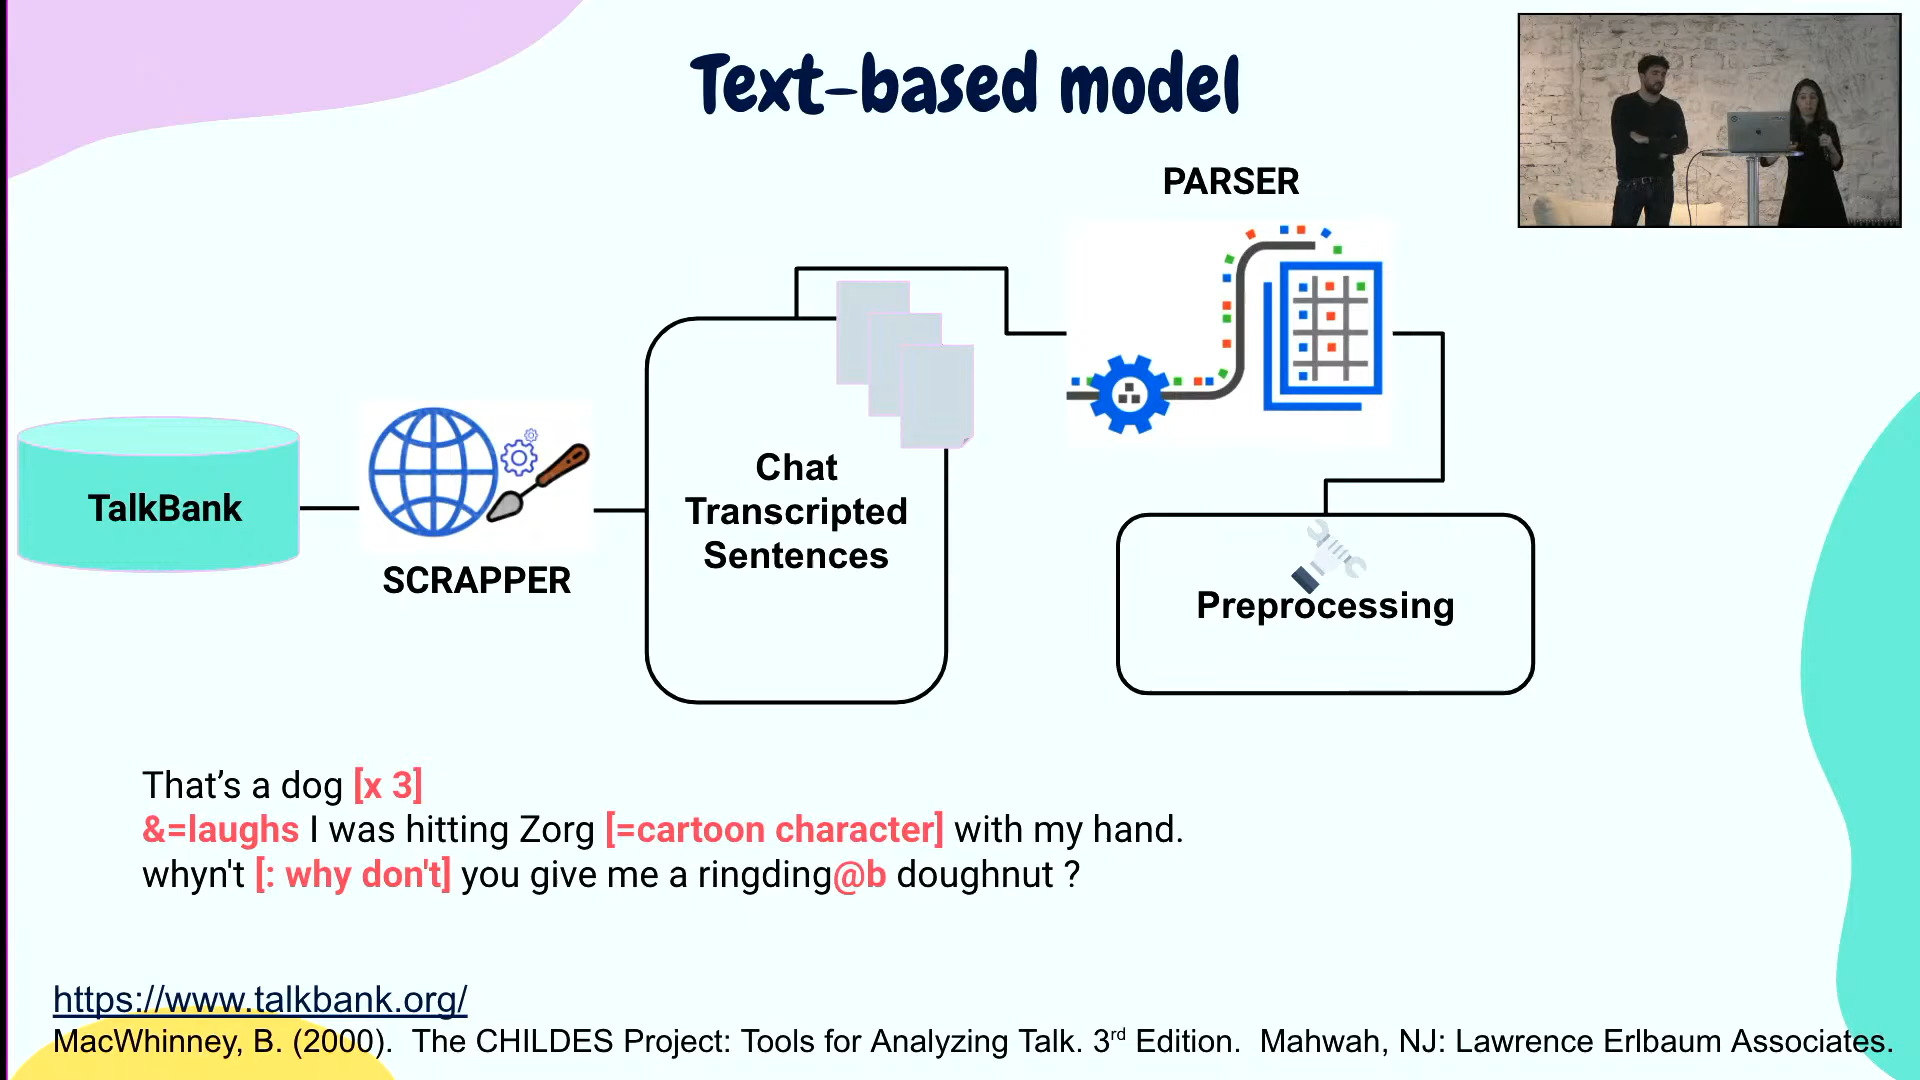 Text-based model
PARSER
TalkBank
SCRAPPER
Chat
Transcripted
Sentences
Preprocessing
That’s a dog [x 3]
&=laughs I was hitting Zorg [=cartoon character] with my hand.
whyn't [: why don't] you give me a ringding@b doughnut ?
https://www.talkbank.org/
MacWhinney, B. (2000).  The CHILDES Project: Tools for Analyzing Talk. 3rd Edition.  Mahwah, NJ: Lawrence Erlbaum Associates.